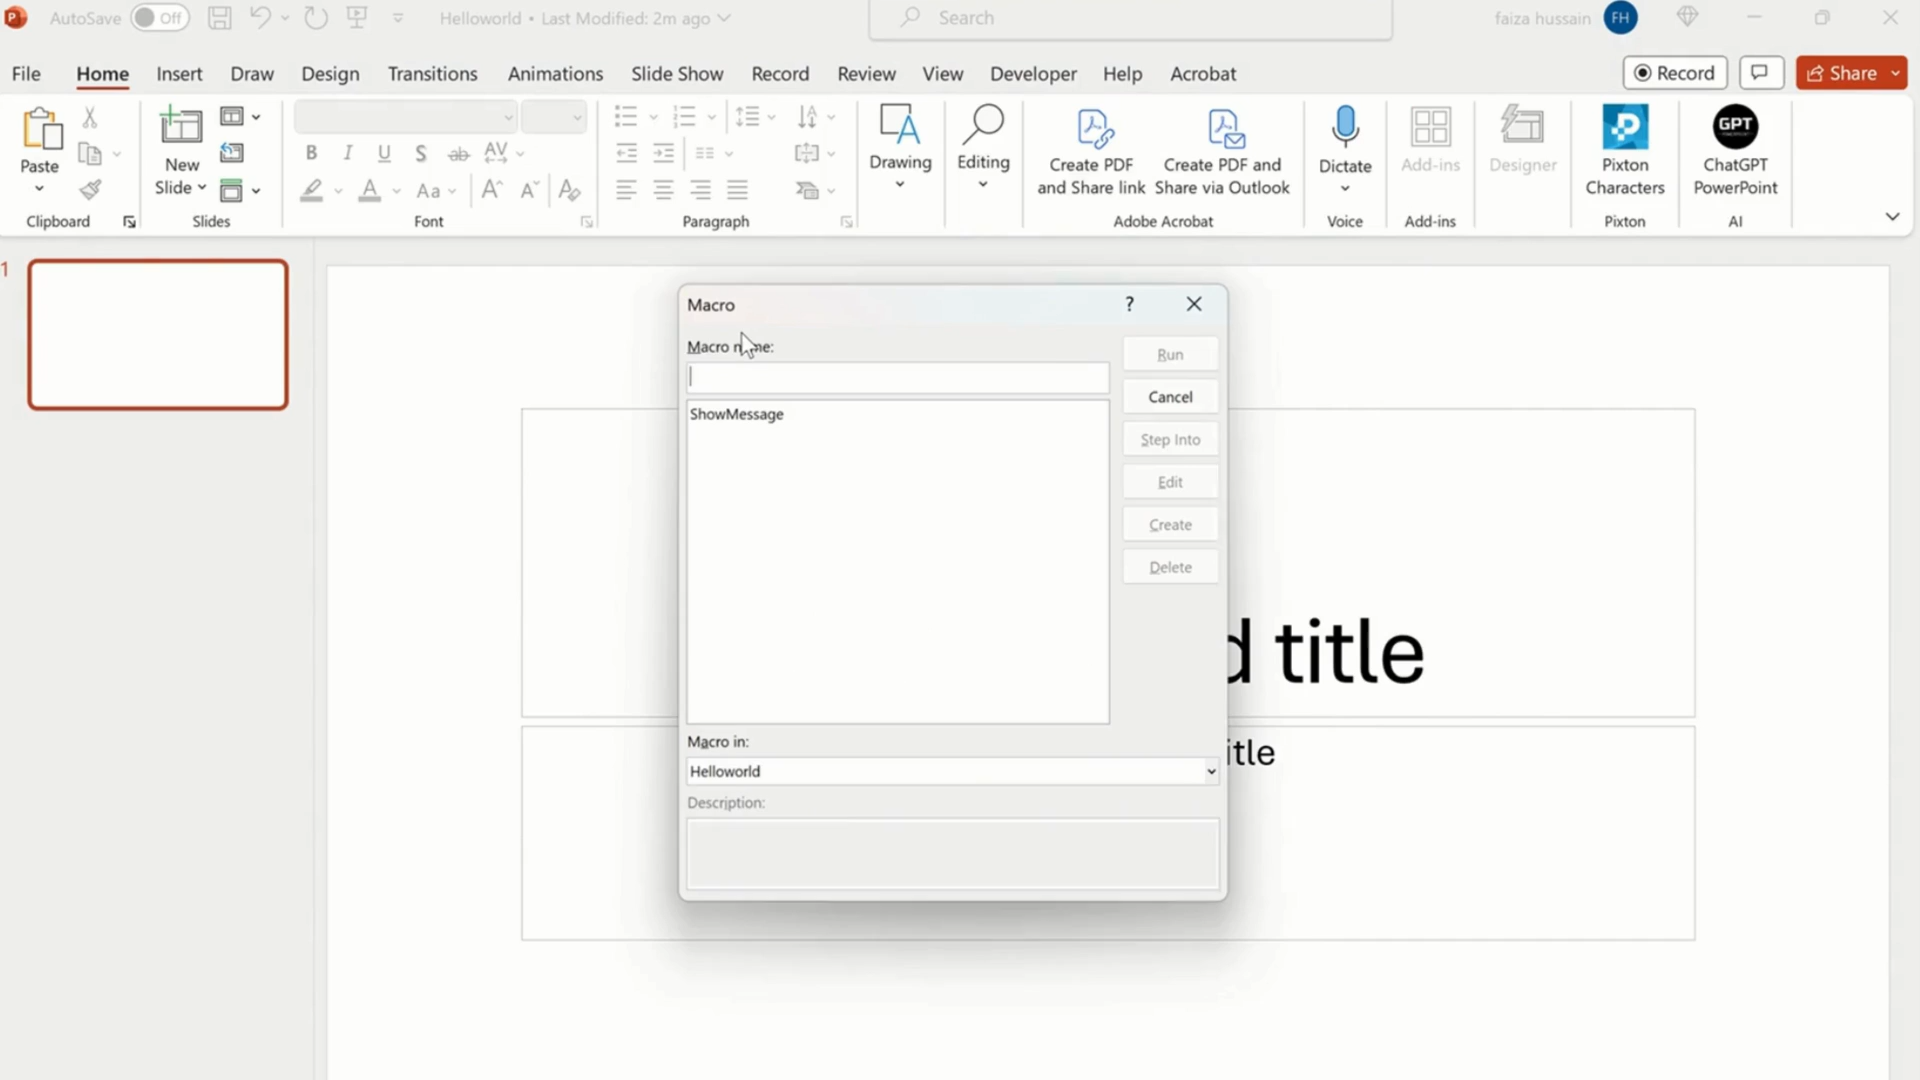 AutoSave Off Helloworld • Last Modified: 2m ago Search faiza hussain FH
File Home Insert Draw Design Transitions Animations Slide Show Record Review View Developer Help Acrobat Record Share
Paste
Clipboard
New
Slide
Slides
B I U S ab AV
A Aa A A A
Font
Paragraph
Drawing
Editing
Create PDF
and Share link
Create PDF and
Share via Outlook
Adobe Acrobat
Dictate
Voice
Add-ins
Add-ins
Designer
Pixton
Characters
Pixton
GPT
ChatGPT
PowerPoint
AI
1
Macro ?
Macro
ShowMessage
Run
Cancel
Step Into
Edit
Create
Delete
Macro in:
Helloworld
Description:
d title
itle